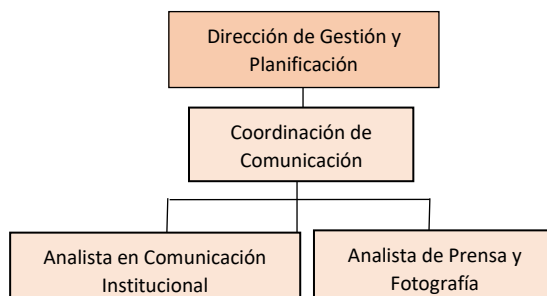 Dirección de Gestión y
Planificación
Coordinación de
Comunicación
Analista en Comunicación
Institucional
Analista de Prensa y
Fotografía